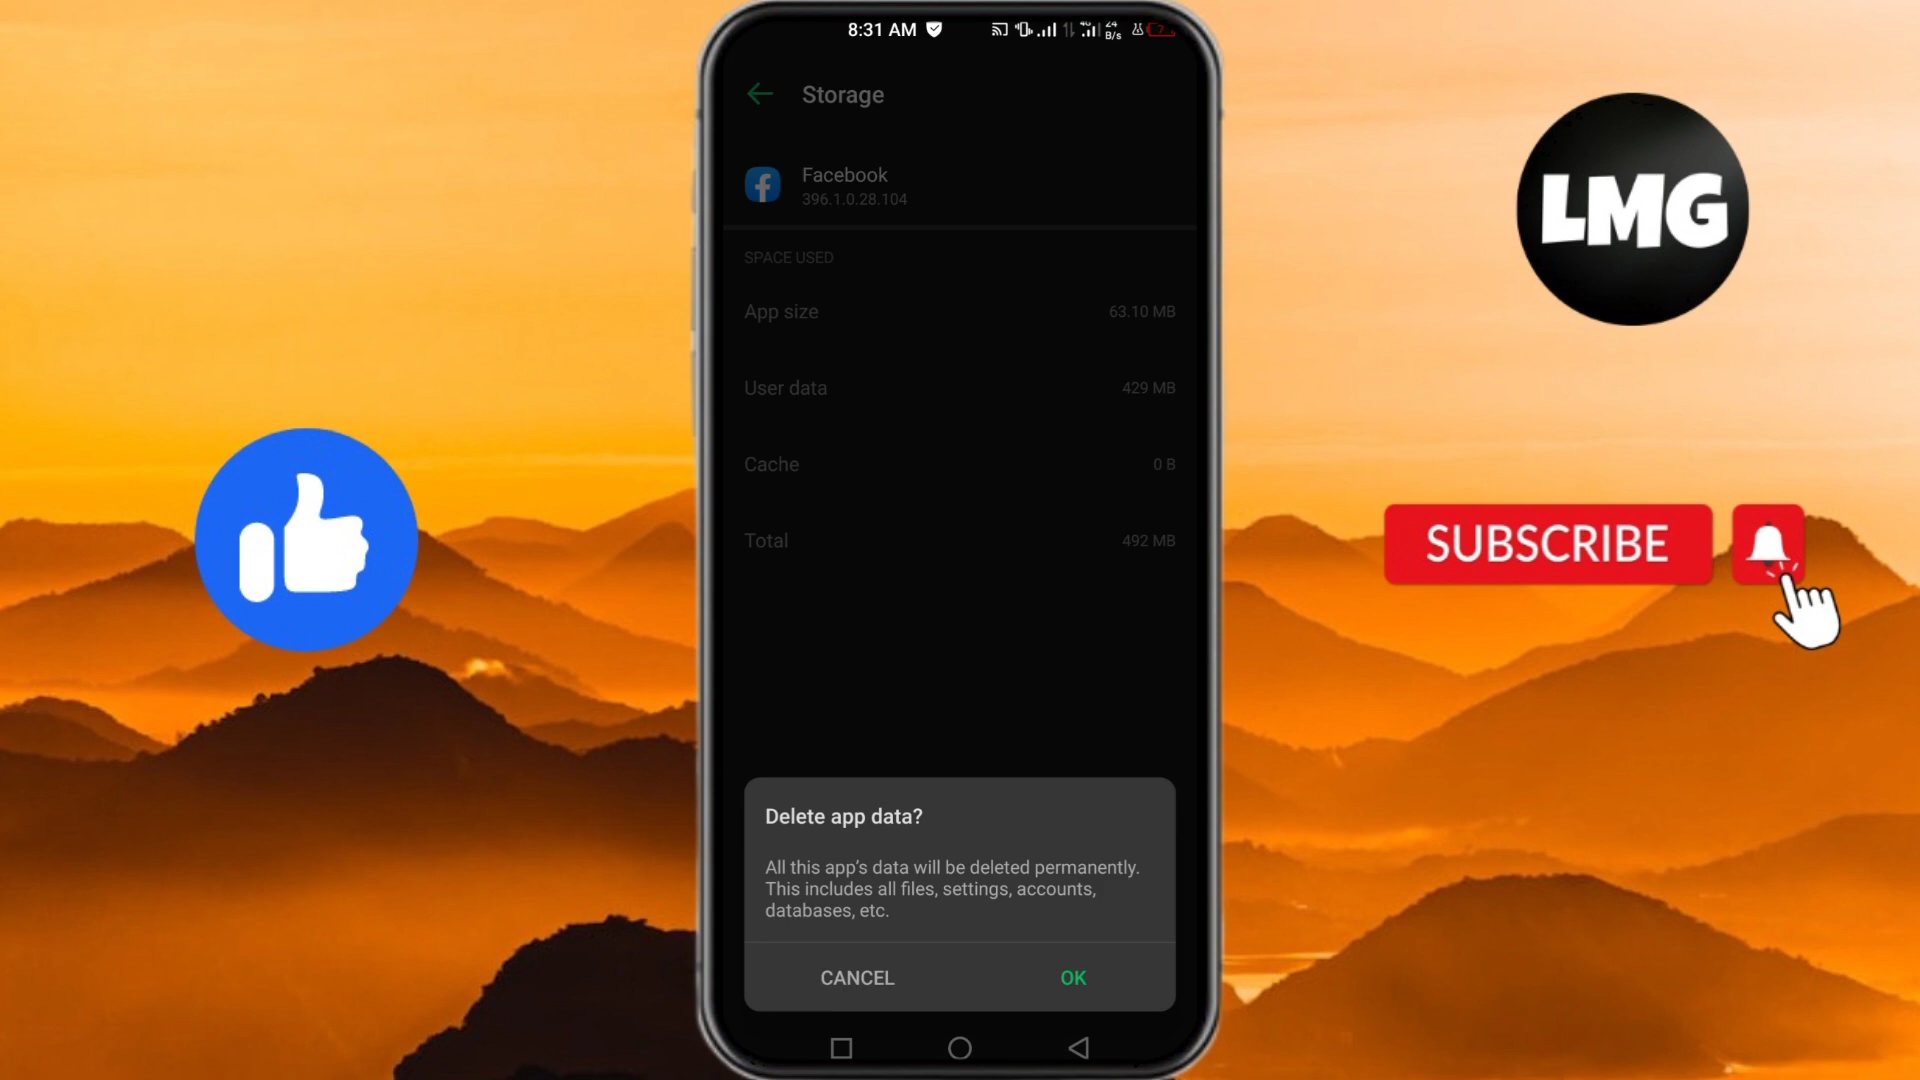 8:31 AM
24
B/s
Storage
Facebook
396.1.0.28.104
SPACE USED
App size 63.10 MB
User data 429 MB
Cache 0 B
Total 492 MB
Delete app data?
All this app's data will be deleted permanently.
This includes all files, settings, accounts,
databases, etc.
CANCEL OK
LMG
SUBSCRIBE